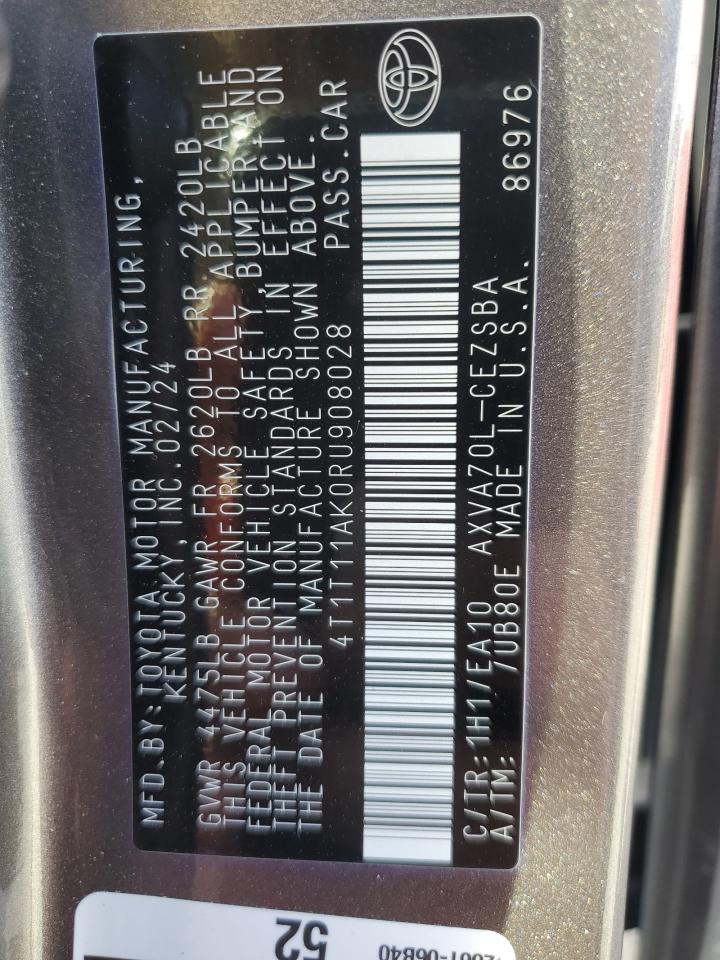 MFD.BY:TOYOTA MOTOR MANUFACTURING,
KENTUCKY, INC.02/24
GVWR 4475LB GAWR FR 2620LB RR 2420LB
THIS VEHICLE CONFORMS TO ALL APPLICABLE
FEDERAL MOTOR VEHICLE SAFETY,BUMPER,AND
THEFT PREVENTION STANDARDS IN EFFECT ON
THE DATE OF MANUFACTURE SHOWN ABOVE.
4T1T11AK0RU908028 PASS.CAR
C/TR:1H1/EA10 AXVA70L-CEZSBA 86976
A/TM: /UB80E MADE IN U.S.A.
52